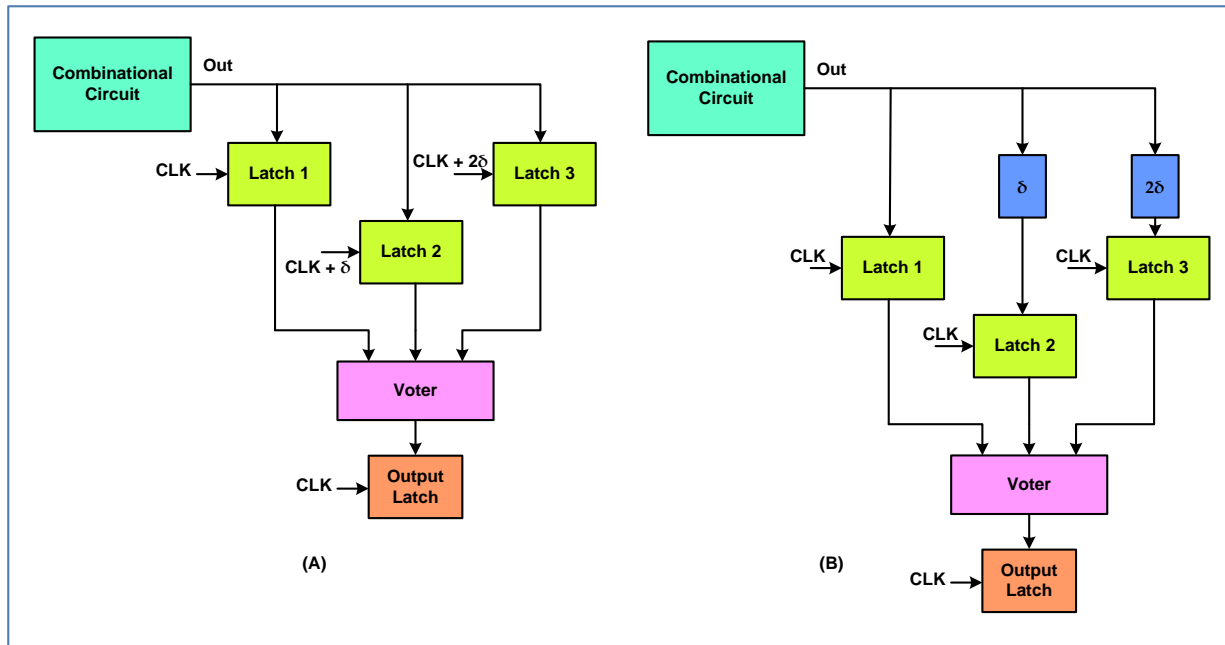 Combinational
Circuit
Out
CLK
Latch 1
CLK + 2δ
Latch 3
Latch 2
CLK + δ
Voter
CLK
Output
Latch
(A)
Combinational
Circuit
Out
δ
2δ
CLK
Latch 1
CLK
Latch 3
CLK
Latch 2
Voter
CLK
Output
Latch
(B)